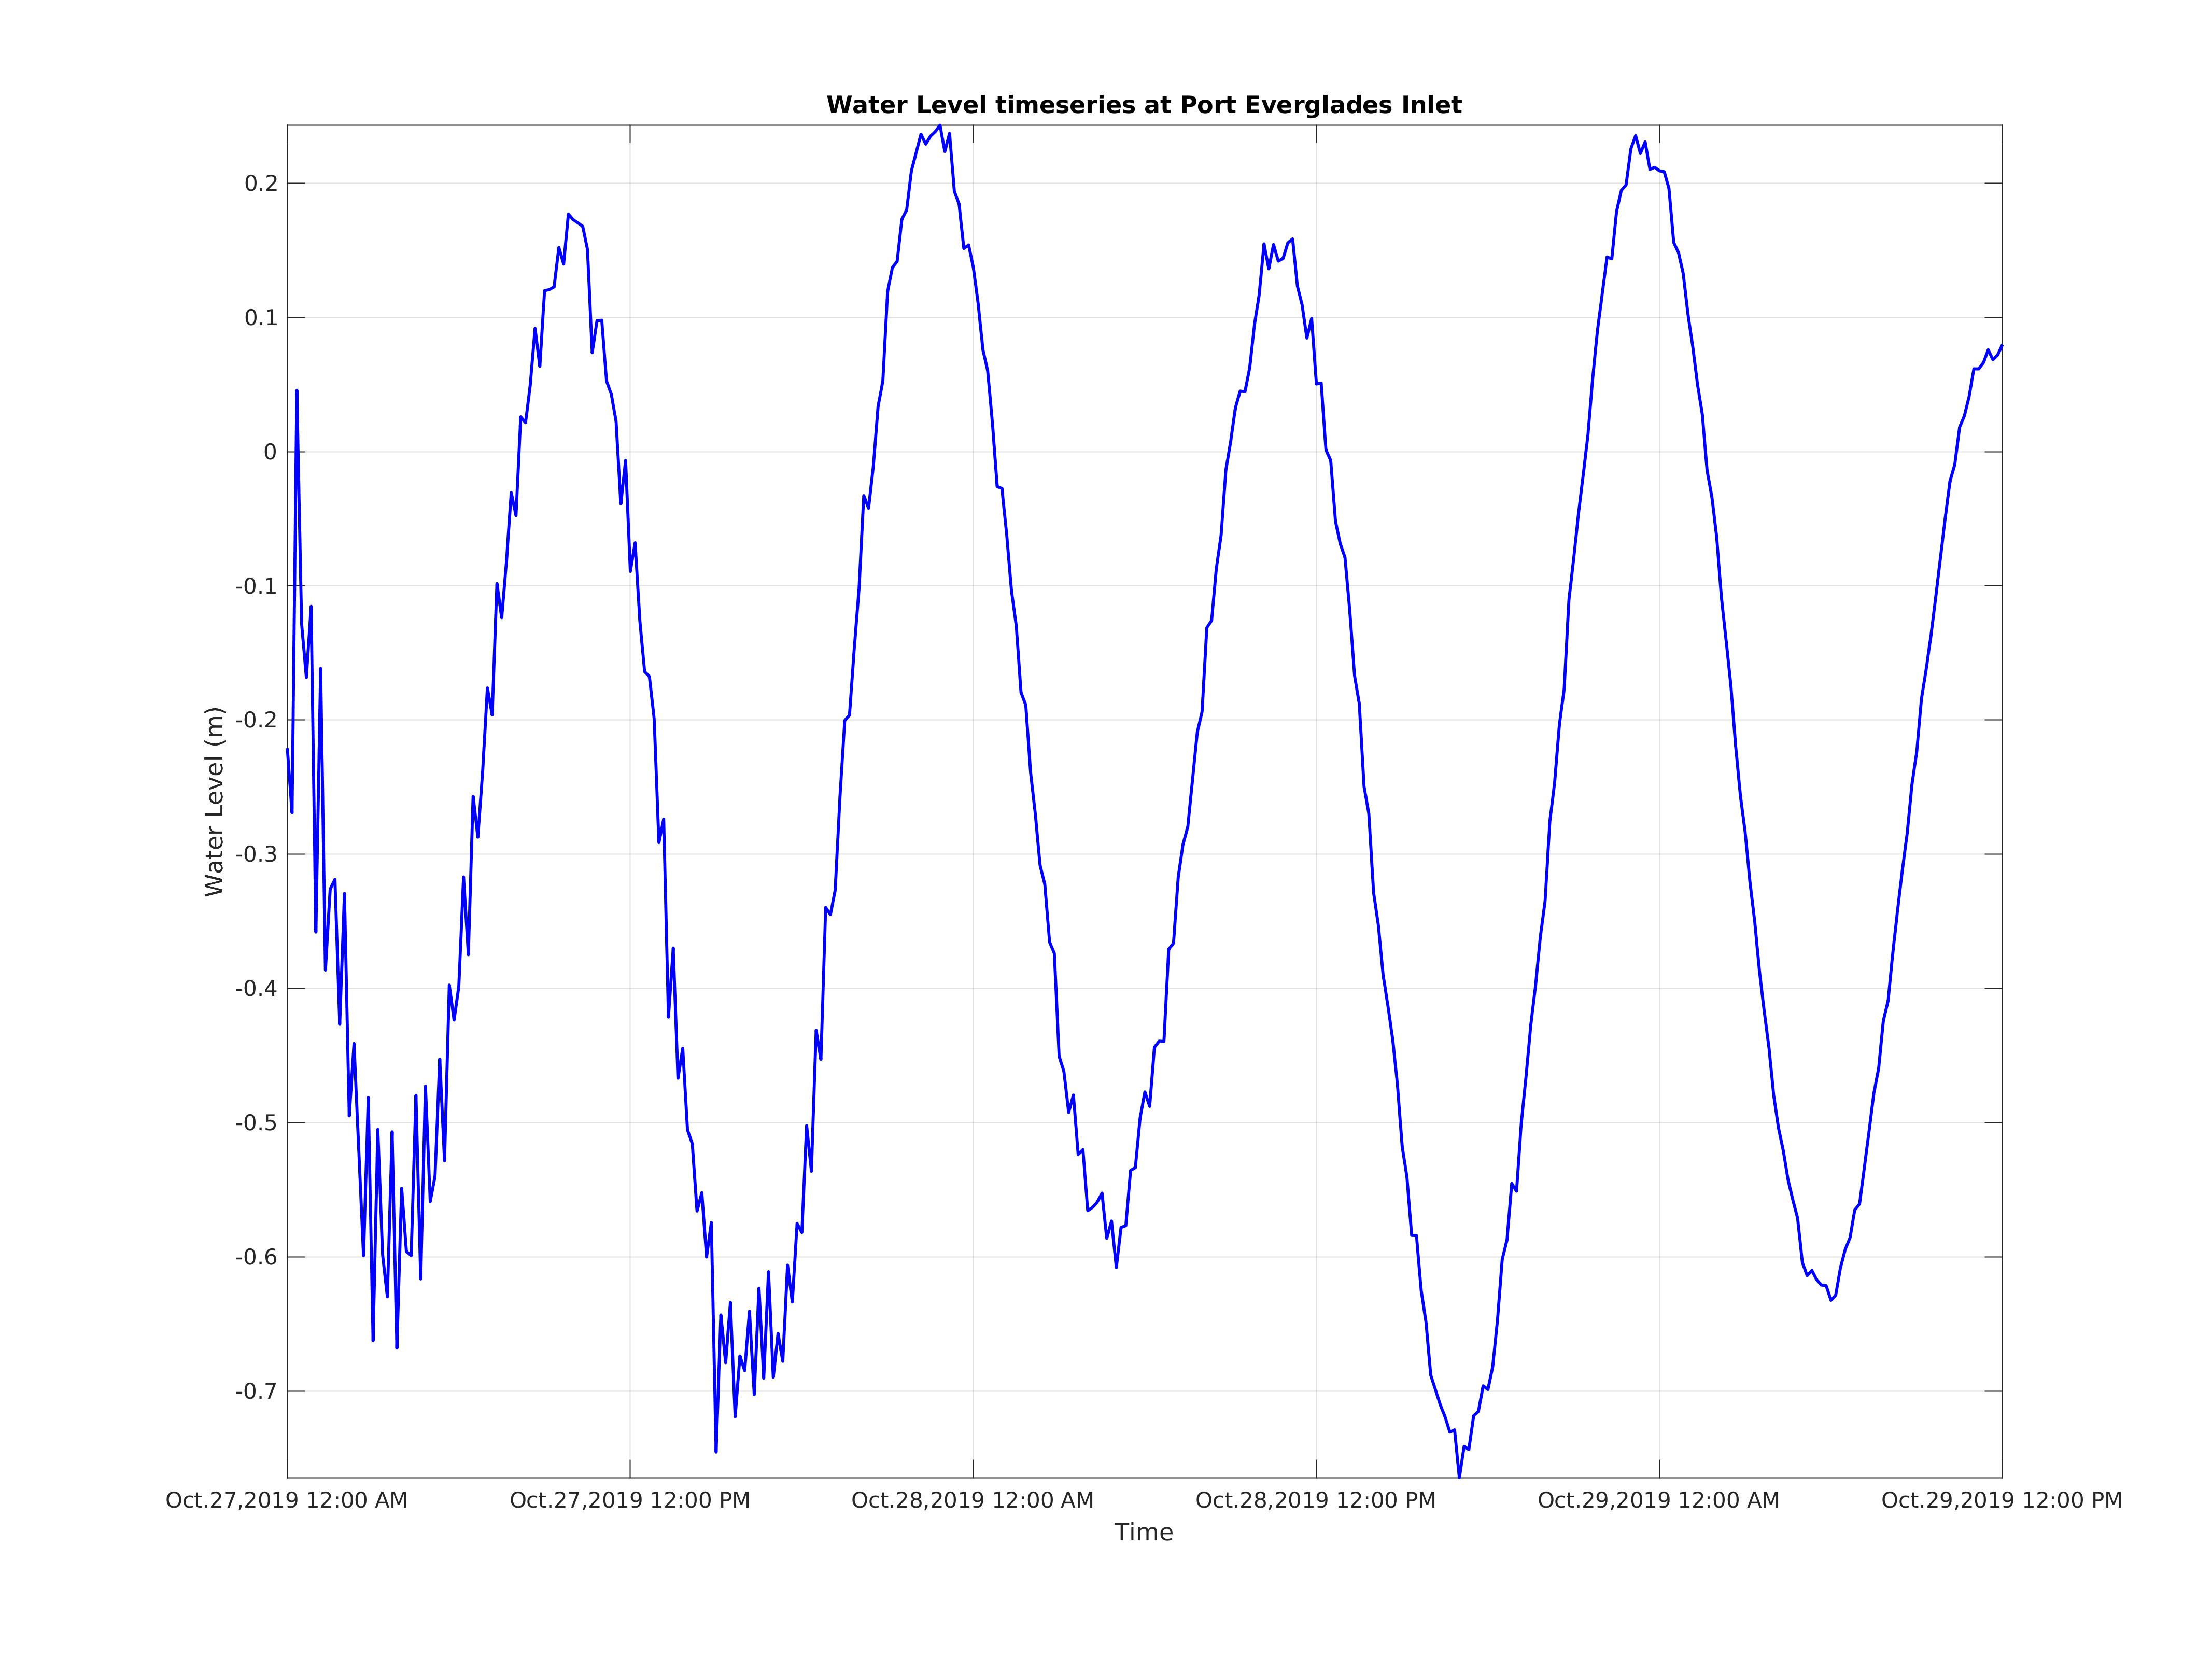 Water Level timeseries at Port Everglades Inlet
0.2
0.1
0
-0.1
-0.2
-0.3
-0.4
-0.5
-0.6
-0.7
Water Level (m)
Oct.27,2019 12:00 AM
Oct.27,2019 12:00 PM
Oct.28,2019 12:00 AM
Oct.28,2019 12:00 PM
Oct.29,2019 12:00 AM
Oct.29,2019 12:00 PM
Time